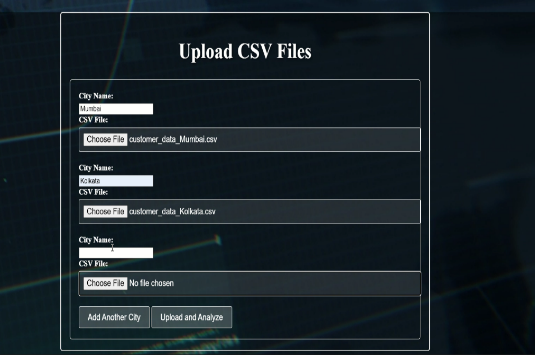 Upload CSV Files
City Name:
Mumbai
CSV File:
Choose File customer_data_Mumbai.csv
City Name:
Kolkata
CSV File:
Choose File customer_data_Kolkata.csv
City Name:
CSV File:
Choose File No file chosen
Add Another City Upload and Analyze